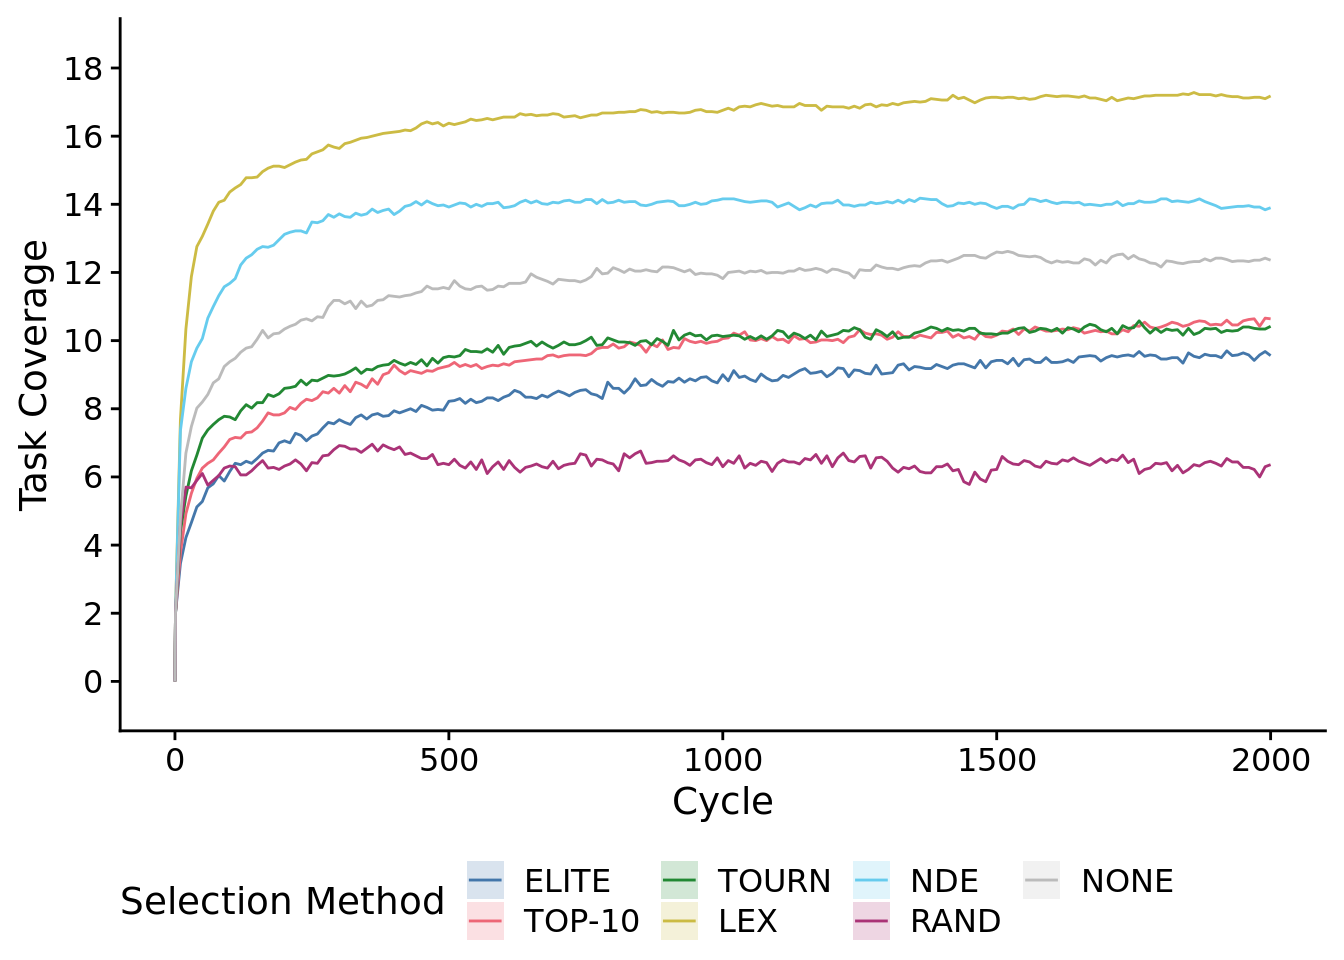 18
16
14
12
10
8
6
4
2
0
Task Coverage
0 500 1000 1500 2000
Cycle
Selection Method
ELITE TOURN NDE NONE
TOP-10 LEX RAND